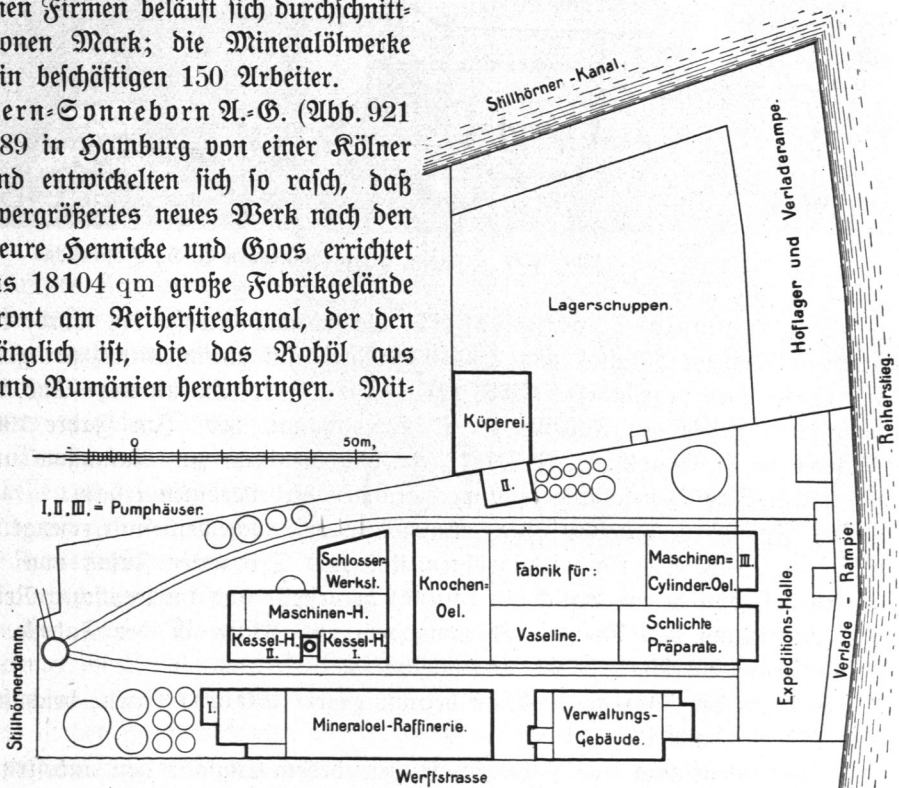 nen Firmen beläuft sich durchschnitt-
onen Mark; die Mineralölwerke
in beschäftigen 150 Arbeiter.
ern-Sonneborn A.-G. (Abb. 921
89 in Hamburg von einer Kölner
nd entwickelten sich so rasch, daß
vergrößertes neues Werk nach den
eure Hennicke und Goos errichtet
s 18104 qm große Fabrikgelände
ront am Reiherstiegkanal, der den
änglich ist, die das Rohöl aus
nd Rumänien heranbringen. Mit-
Stillhörner-Kanal.
Hoflager und Verladerampe.
Lagerschuppen.
Reiherstieg.
Küperei.
II.
0 50m,
I,II,III,= Pumphäuser.
Schlosser-
Werkst.
Maschinen-H.
Kessel-H.
II.
Kessel-H.
I.
Knochen=
Oel.
Fabrik für:
Vaseline.
Maschinen=
Cylinder-Oel.
III.
Schlichte
Präparate.
Expeditions-Halle.
Verlade-Rampe.
Stillhörnerdamm
I.
Minenloel-Raffinerie.
Verwaltungs-
Gebäude.
Werftstrasse